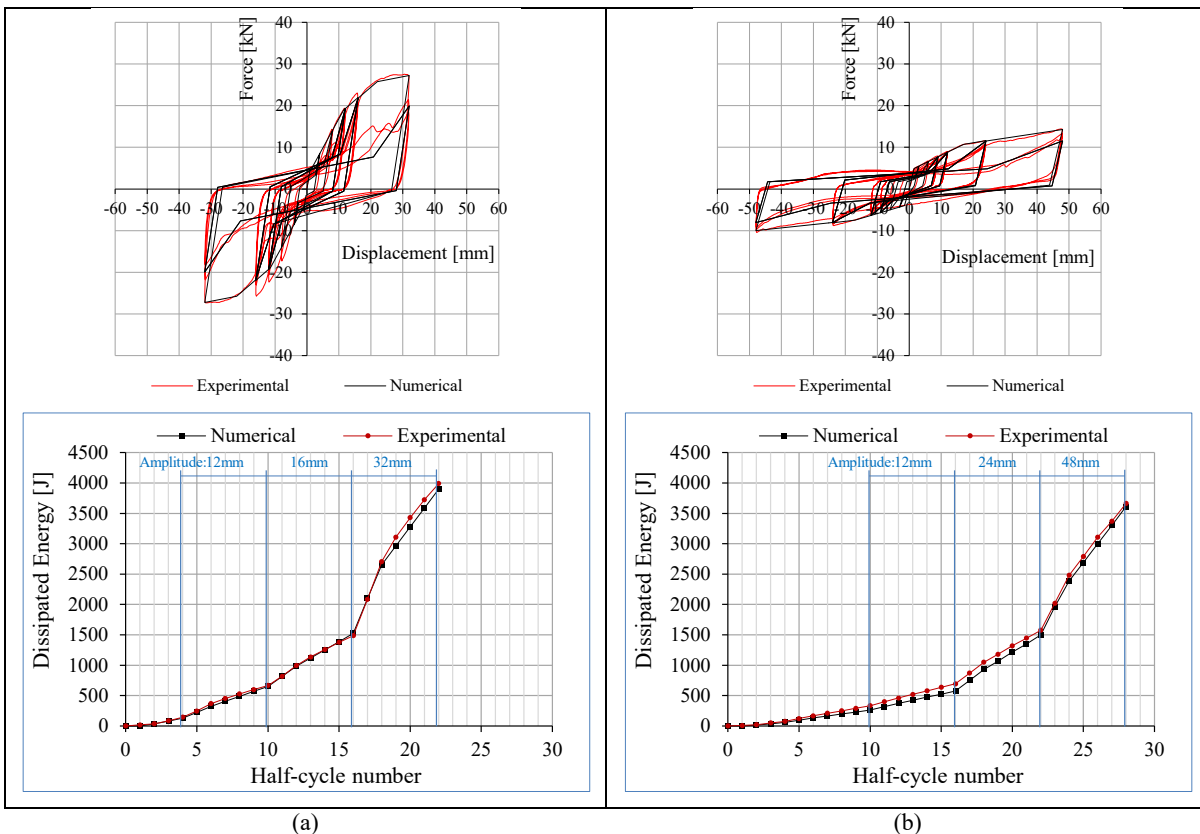 40
30
20
10
0
-10
-20
-30
-40
-60 -50 -40 -30 -20 -10 0 10 20 30 40 50 60
Force [kN]
Displacement [mm]
Experimental Numerical
Numerical Experimental
Amplitude:12mm 16mm 32mm
4500
4000
3500
3000
2500
2000
1500
1000
500
0
0 5 10 15 20 25 30
Dissipated Energy [J]
Half-cycle number
(a)
40
30
20
10
0
-10
-20
-30
-40
-60 -50 -40 -30 -20 -10 0 10 20 30 40 50 60
Force [kN]
Displacement [mm]
Experimental Numerical
Numerical Experimental
Amplitude:12mm 24mm 48mm
4500
4000
3500
3000
2500
2000
1500
1000
500
0
0 5 10 15 20 25 30
Dissipated Energy [J]
Half-cycle number
(b)